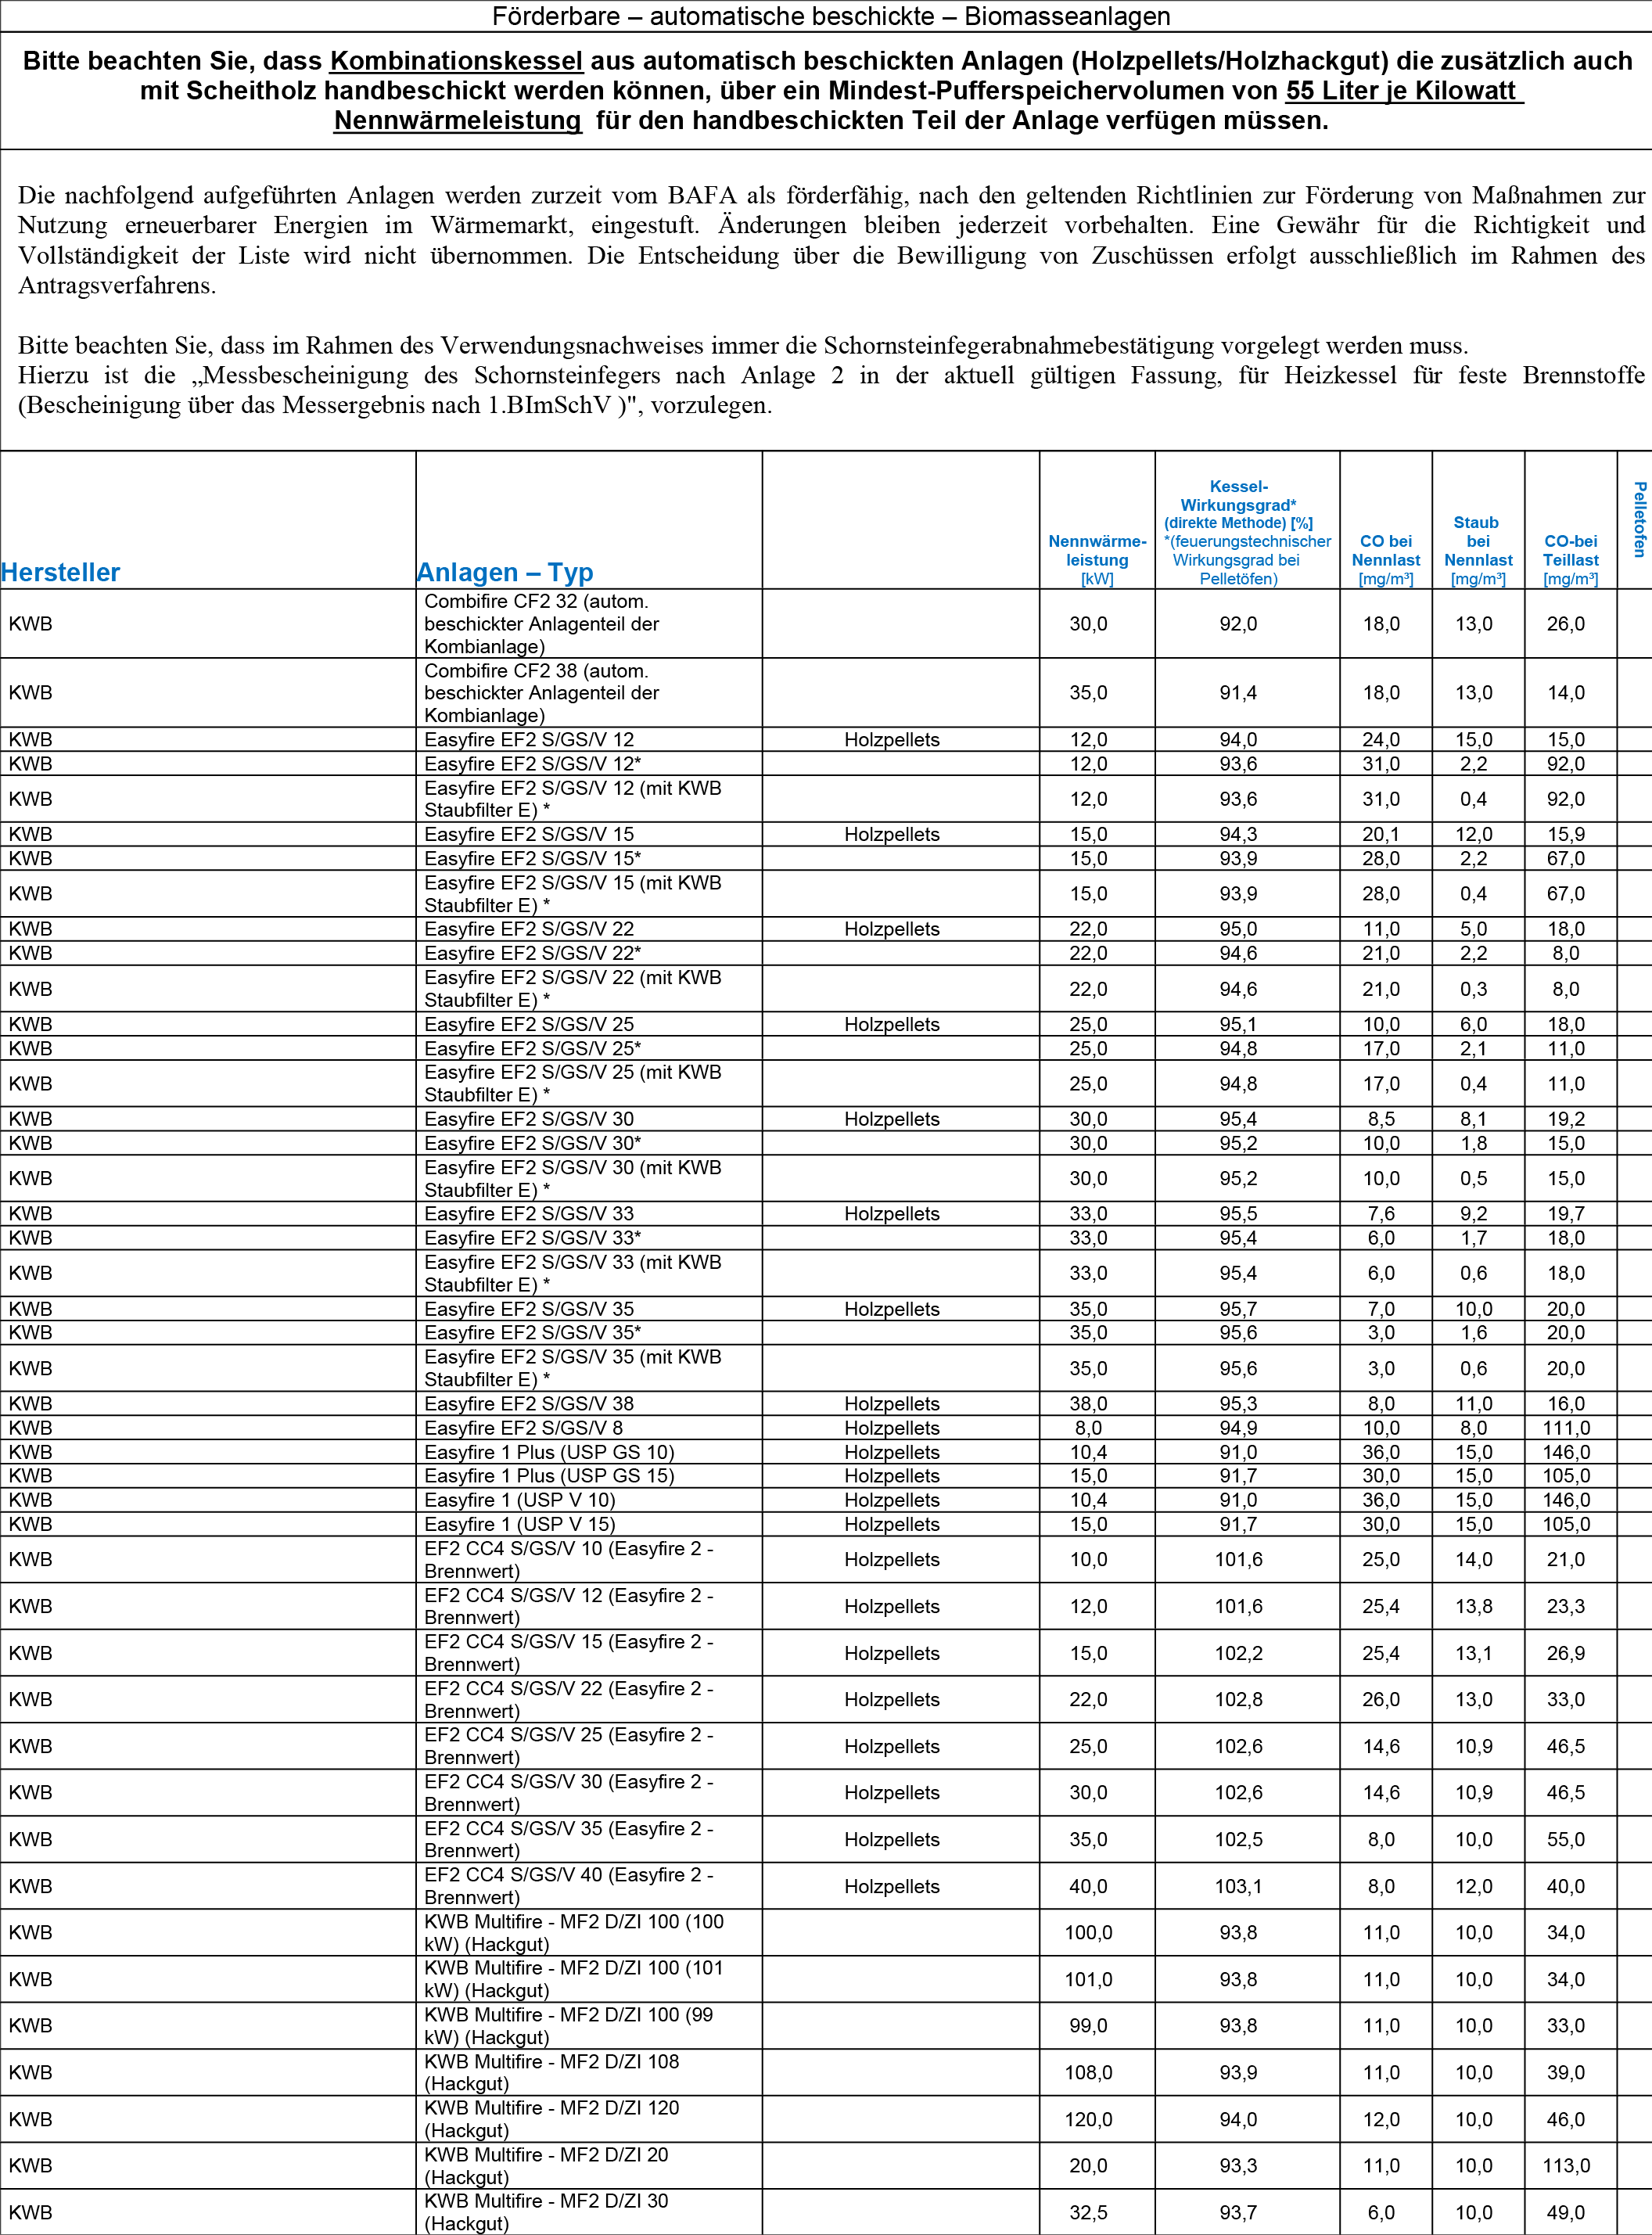 Förderbare – automatische beschickte – Biomasseanlagen
Bitte beachten Sie, dass Kombinationskessel aus automatisch beschickten Anlagen (Holzpellets/Holzhackgut) die zusätzlich auch
mit Scheitholz handbeschickt werden können, über ein Mindest-Pufferspeichervolumen von 55 Liter je Kilowatt
Nennwärmeleistung für den handbeschickten Teil der Anlage verfügen müssen.
Die nachfolgend aufgeführten Anlagen werden zurzeit vom BAFA als förderfähig, nach den geltenden Richtlinien zur Förderung von Maßnahmen zur
Nutzung erneuerbarer Energien im Wärmemarkt, eingestuft. Änderungen bleiben jederzeit vorbehalten. Eine Gewähr für die Richtigkeit und
Vollständigkeit der Liste wird nicht übernommen. Die Entscheidung über die Bewilligung von Zuschüssen erfolgt ausschließlich im Rahmen des
Antragsverfahrens.
Bitte beachten Sie, dass im Rahmen des Verwendungsnachweises immer die Schornsteinfegerabnahmebestätigung vorgelegt werden muss.
Hierzu ist die „Messbescheinigung des Schornsteinfegers nach Anlage 2 in der aktuell gültigen Fassung, für Heizkessel für feste Brennstoffe
(Bescheinigung über das Messergebnis nach 1.BImSchV )", vorzulegen.
Hersteller
Anlagen – Typ
Nennwärme-
leistung
[kW]
Kessel-
Wirkungsgrad*
(direkte Methode) [%]
*(feuerungstechnischer
Wirkungsgrad bei
Pelletöfen)
CO bei
Nennlast
[mg/m³]
Staub
bei
Nennlast
[mg/m³]
CO-bei
Teillast
[mg/m³]
Pelletofen
Combifire CF2 32 (autom.
KWB beschickter Anlagenteil der 30,0 92,0 18,0 13,0 26,0
Kombianlage)
Combifire CF2 38 (autom.
KWB beschickter Anlagenteil der 35,0 91,4 18,0 13,0 14,0
Kombianlage)
KWB Easyfire EF2 S/GS/V 12 Holzpellets 12,0 94,0 24,0 15,0 15,0
KWB Easyfire EF2 S/GS/V 12* 12,0 93,6 31,0 2,2 92,0
KWB Easyfire EF2 S/GS/V 12 (mit KWB
Staubfilter E) * 12,0 93,6 31,0 0,4 92,0
KWB Easyfire EF2 S/GS/V 15 Holzpellets 15,0 94,3 20,1 12,0 15,9
KWB Easyfire EF2 S/GS/V 15* 15,0 93,9 28,0 2,2 67,0
KWB Easyfire EF2 S/GS/V 15 (mit KWB
Staubfilter E) * 15,0 93,9 28,0 0,4 67,0
KWB Easyfire EF2 S/GS/V 22 Holzpellets 22,0 95,0 11,0 5,0 18,0
KWB Easyfire EF2 S/GS/V 22* 22,0 94,6 21,0 2,2 8,0
KWB Easyfire EF2 S/GS/V 22 (mit KWB
Staubfilter E) * 22,0 94,6 21,0 0,3 8,0
KWB Easyfire EF2 S/GS/V 25 Holzpellets 25,0 95,1 10,0 6,0 18,0
KWB Easyfire EF2 S/GS/V 25* 25,0 94,8 17,0 2,1 11,0
KWB Easyfire EF2 S/GS/V 25 (mit KWB
Staubfilter E) * 25,0 94,8 17,0 0,4 11,0
KWB Easyfire EF2 S/GS/V 30 Holzpellets 30,0 95,4 8,5 8,1 19,2
KWB Easyfire EF2 S/GS/V 30* 30,0 95,2 10,0 1,8 15,0
KWB Easyfire EF2 S/GS/V 30 (mit KWB
Staubfilter E) * 30,0 95,2 10,0 0,5 15,0
KWB Easyfire EF2 S/GS/V 33 Holzpellets 33,0 95,5 7,6 9,2 19,7
KWB Easyfire EF2 S/GS/V 33* 33,0 95,4 6,0 1,7 18,0
KWB Easyfire EF2 S/GS/V 33 (mit KWB
Staubfilter E) * 33,0 95,4 6,0 0,6 18,0
KWB Easyfire EF2 S/GS/V 35 Holzpellets 35,0 95,7 7,0 10,0 20,0
KWB Easyfire EF2 S/GS/V 35* 35,0 95,6 3,0 1,6 20,0
KWB Easyfire EF2 S/GS/V 35 (mit KWB
Staubfilter E) * 35,0 95,6 3,0 0,6 20,0
KWB Easyfire EF2 S/GS/V 38 Holzpellets 38,0 95,3 8,0 11,0 16,0
KWB Easyfire EF2 S/GS/V 8 Holzpellets 8,0 94,9 10,0 8,0 111,0
KWB Easyfire 1 Plus (USP GS 10) Holzpellets 10,4 91,0 36,0 15,0 146,0
KWB Easyfire 1 Plus (USP GS 15) Holzpellets 15,0 91,7 30,0 15,0 105,0
KWB Easyfire 1 (USP V 10) Holzpellets 10,4 91,0 36,0 15,0 146,0
KWB Easyfire 1 (USP V 15) Holzpellets 15,0 91,7 30,0 15,0 105,0
KWB EF2 CC4 S/GS/V 10 (Easyfire 2 -
Brennwert) Holzpellets 10,0 101,6 25,0 14,0 21,0
KWB EF2 CC4 S/GS/V 12 (Easyfire 2 -
Brennwert) Holzpellets 12,0 101,6 25,4 13,8 23,3
KWB EF2 CC4 S/GS/V 15 (Easyfire 2 -
Brennwert) Holzpellets 15,0 102,2 25,4 13,1 26,9
KWB EF2 CC4 S/GS/V 22 (Easyfire 2 -
Brennwert) Holzpellets 22,0 102,8 26,0 13,0 33,0
KWB EF2 CC4 S/GS/V 25 (Easyfire 2 -
Brennwert) Holzpellets 25,0 102,6 14,6 10,9 46,5
KWB EF2 CC4 S/GS/V 30 (Easyfire 2 -
Brennwert) Holzpellets 30,0 102,6 14,6 10,9 46,5
KWB EF2 CC4 S/GS/V 35 (Easyfire 2 -
Brennwert) Holzpellets 35,0 102,5 8,0 10,0 55,0
KWB EF2 CC4 S/GS/V 40 (Easyfire 2 -
Brennwert) Holzpellets 40,0 103,1 8,0 12,0 40,0
KWB KWB Multifire - MF2 D/ZI 100 (100
kW) (Hackgut) 100,0 93,8 11,0 10,0 34,0
KWB KWB Multifire - MF2 D/ZI 100 (101
kW) (Hackgut) 101,0 93,8 11,0 10,0 34,0
KWB KWB Multifire - MF2 D/ZI 100 (99
kW) (Hackgut) 99,0 93,8 11,0 10,0 33,0
KWB KWB Multifire - MF2 D/ZI 108
(Hackgut) 108,0 93,9 11,0 10,0 39,0
KWB KWB Multifire - MF2 D/ZI 120
(Hackgut) 120,0 94,0 12,0 10,0 46,0
KWB KWB Multifire - MF2 D/ZI 20
(Hackgut) 20,0 93,3 11,0 10,0 113,0
KWB KWB Multifire - MF2 D/ZI 30
(Hackgut) 32,5 93,7 6,0 10,0 49,0